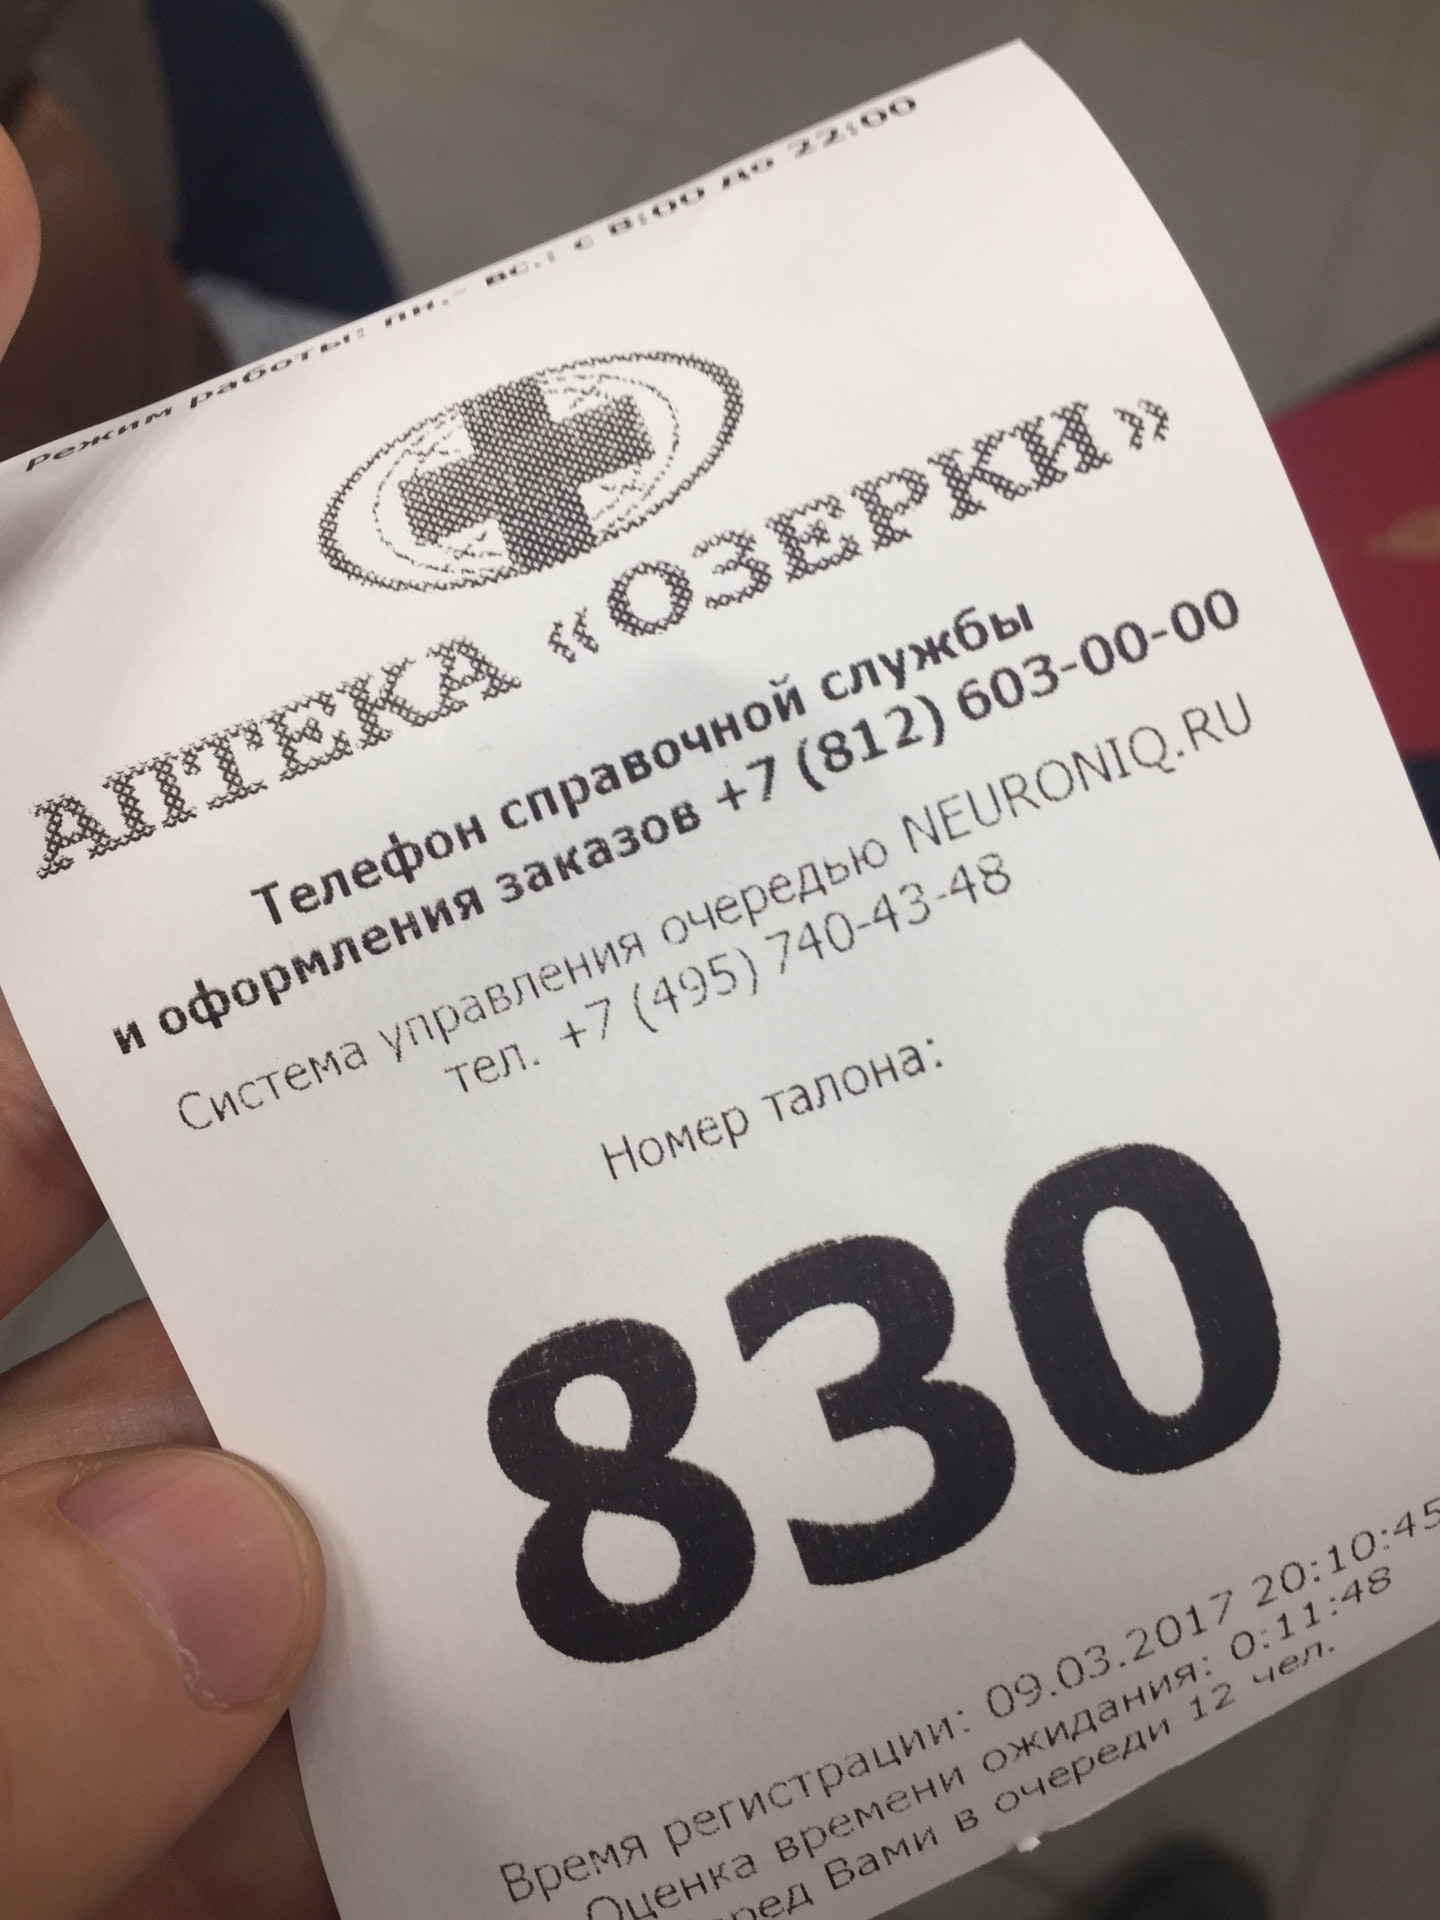 режим работы: пн.- вс.: с 8:00 до 22:00
АПТЕКА «ОЗЕРКИ»
Телефон справочной службы
и оформления заказов +7 (812) 603-00-00
Система управления очередью NEURONIQ.RU
тел. +7 (495) 740-43-48
Номер талона:
830
Время регистрации: 09.03.2017 20:10:45
Оценка времени ожидания: 0:11:48
ред Вами в очереди 12 чел.